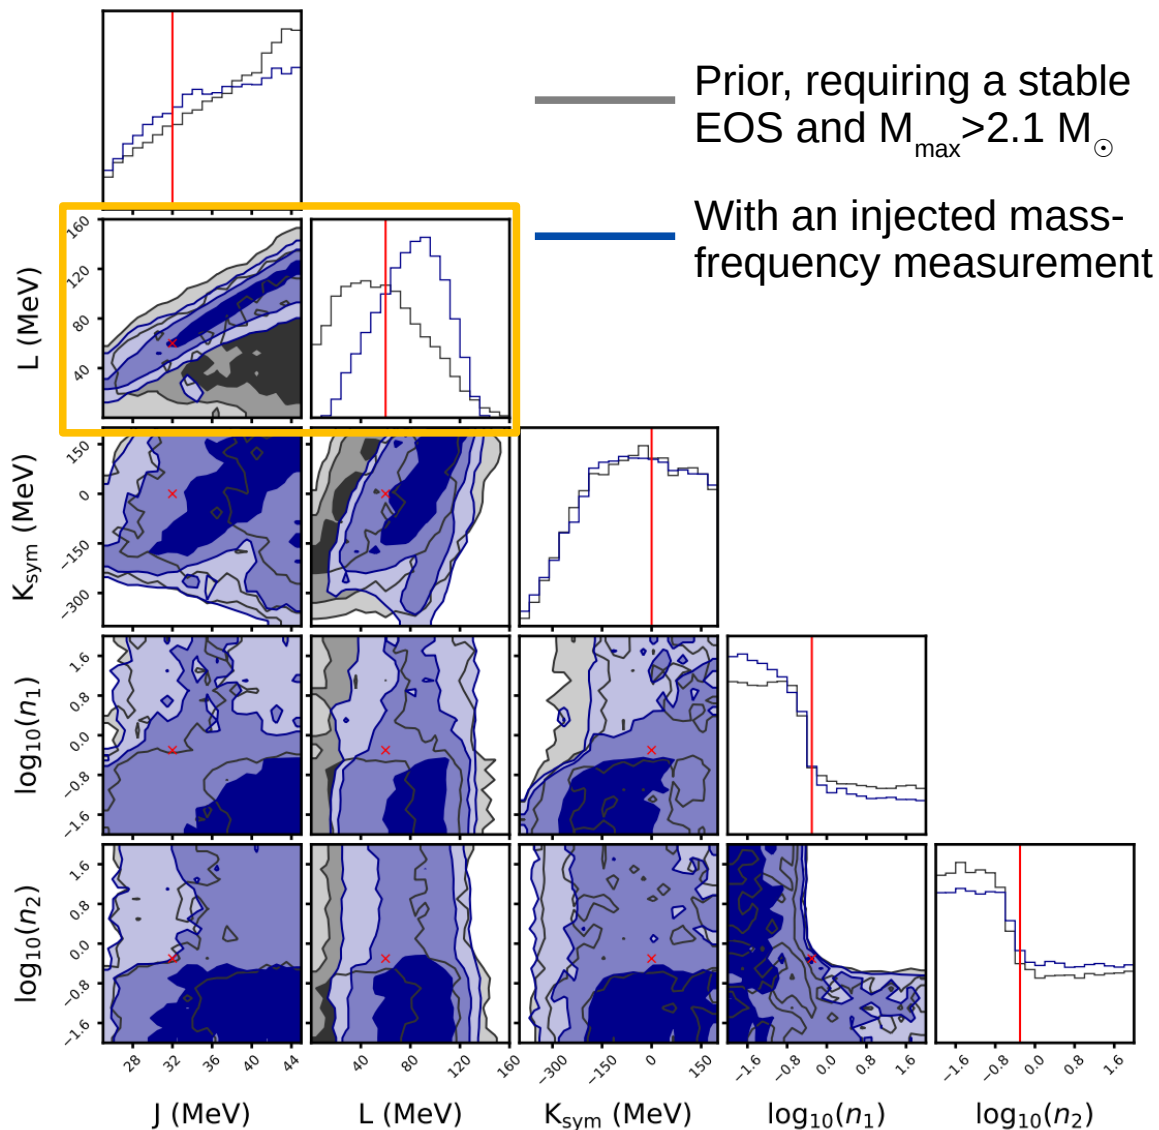 Prior, requiring a stable
EOS and Mmax>2.1 M☉
With an injected mass-
frequency measurement
160
120
80
40
L (MeV)
150
0
−150
−300
Ksym (MeV)
1.6
0.8
0.0
−0.8
−1.6
log10(n1)
1.6
0.8
0.0
−0.8
−1.6
log10(n2)
28 32 36 40 44
40 80 120 160
−300 −150 0 150
−1.6 −0.8 0.0 0.8 1.6
−1.6 −0.8 0.0 0.8 1.6
J (MeV) L (MeV) Ksym (MeV) log10(n1) log10(n2)